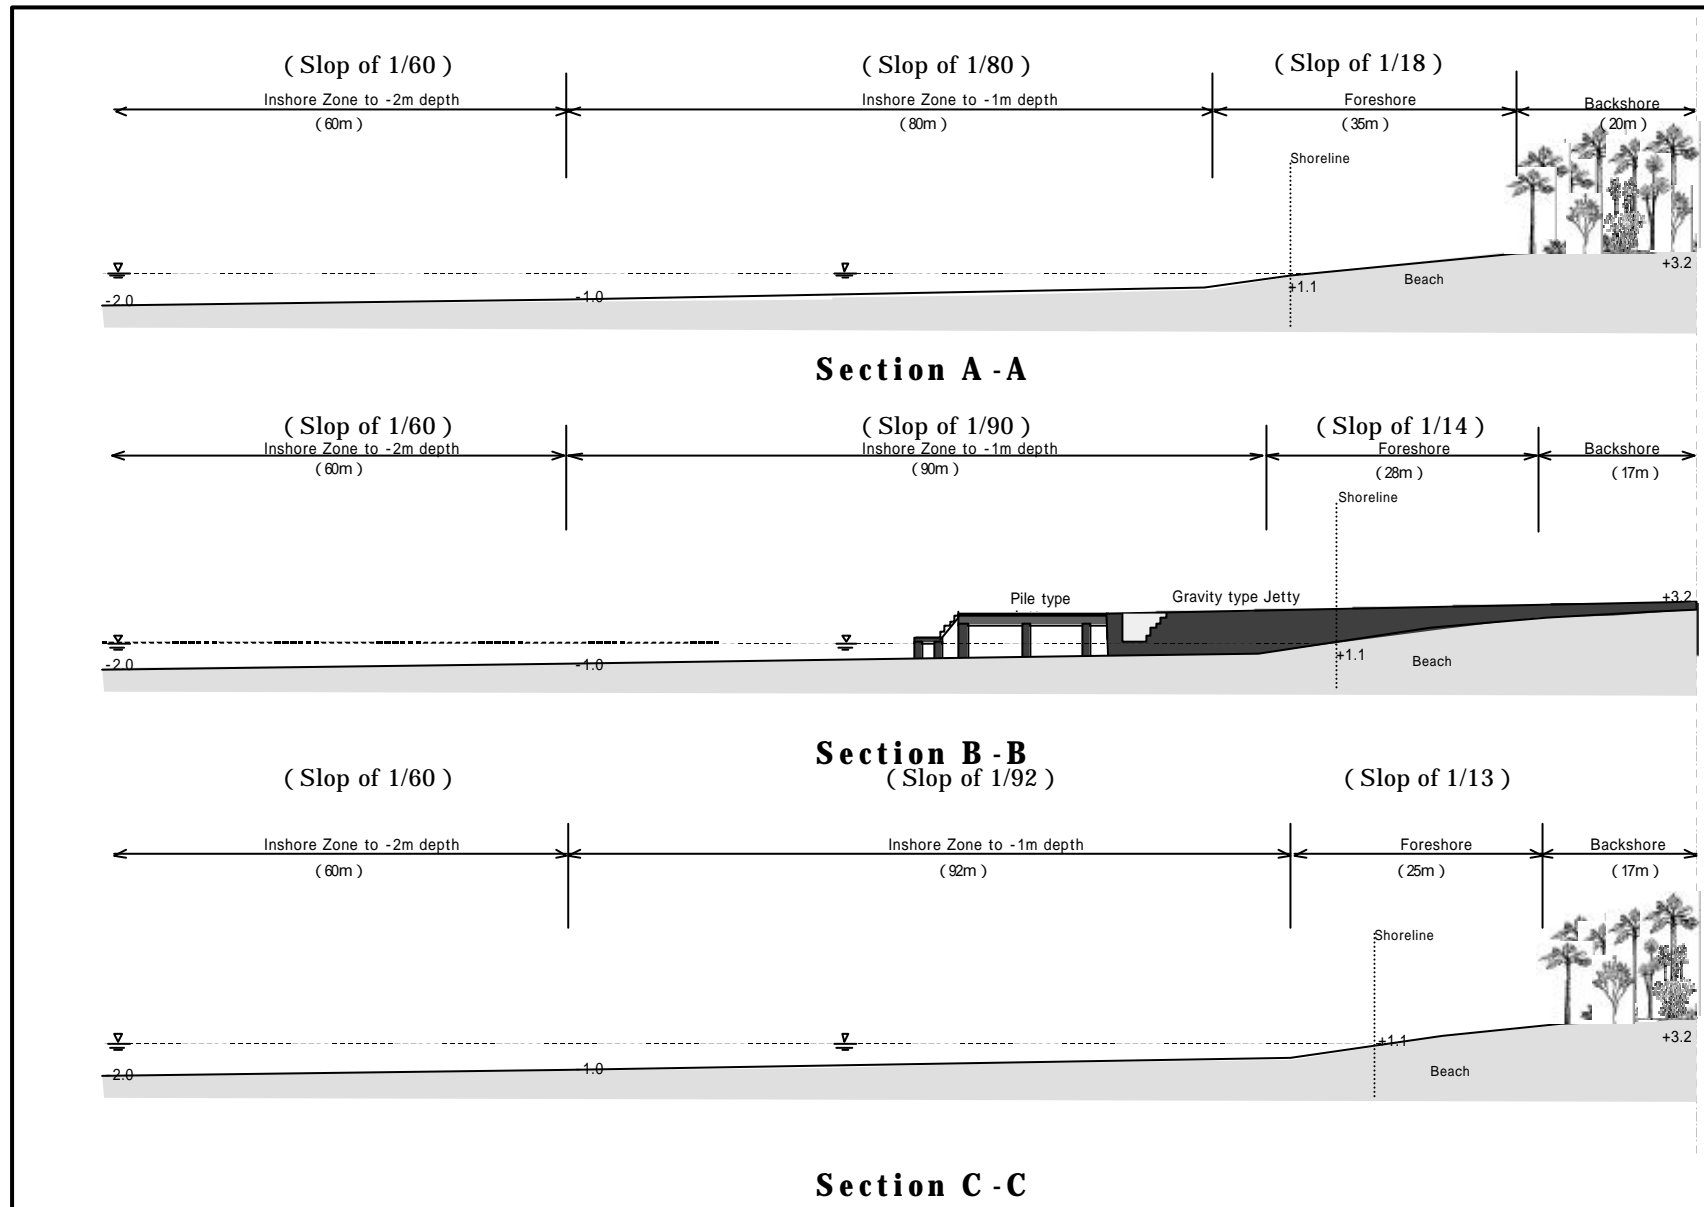 ( Slop of 1/60 ) ( Slop of 1/80 ) ( Slop of 1/18 )
Inshore Zone to -2m depth Inshore Zone to -1m depth Foreshore Backshore
(60m) (80m) (35m) (20m)
Shoreline
-2.0 -1.0 +1.1 Beach +3.2
Section A - A
( Slop of 1/60 ) ( Slop of 1/90 ) ( Slop of 1/14 )
Inshore Zone to -2m depth Inshore Zone to -1m depth Foreshore Backshore
(60m) (90m) (28m) (17m)
Shoreline
Pile type Gravity type Jetty +3.2
-2.0 -1.0 +1.1 Beach
Section B - B
( Slop of 1/60 ) ( Slop of 1/92 ) ( Slop of 1/13 )
Inshore Zone to -2m depth Inshore Zone to -1m depth Foreshore Backshore
(60m) (92m) (25m) (17m)
Shoreline
+1.1 +3.2
-2.0 -1.0 Beach
Section C - C